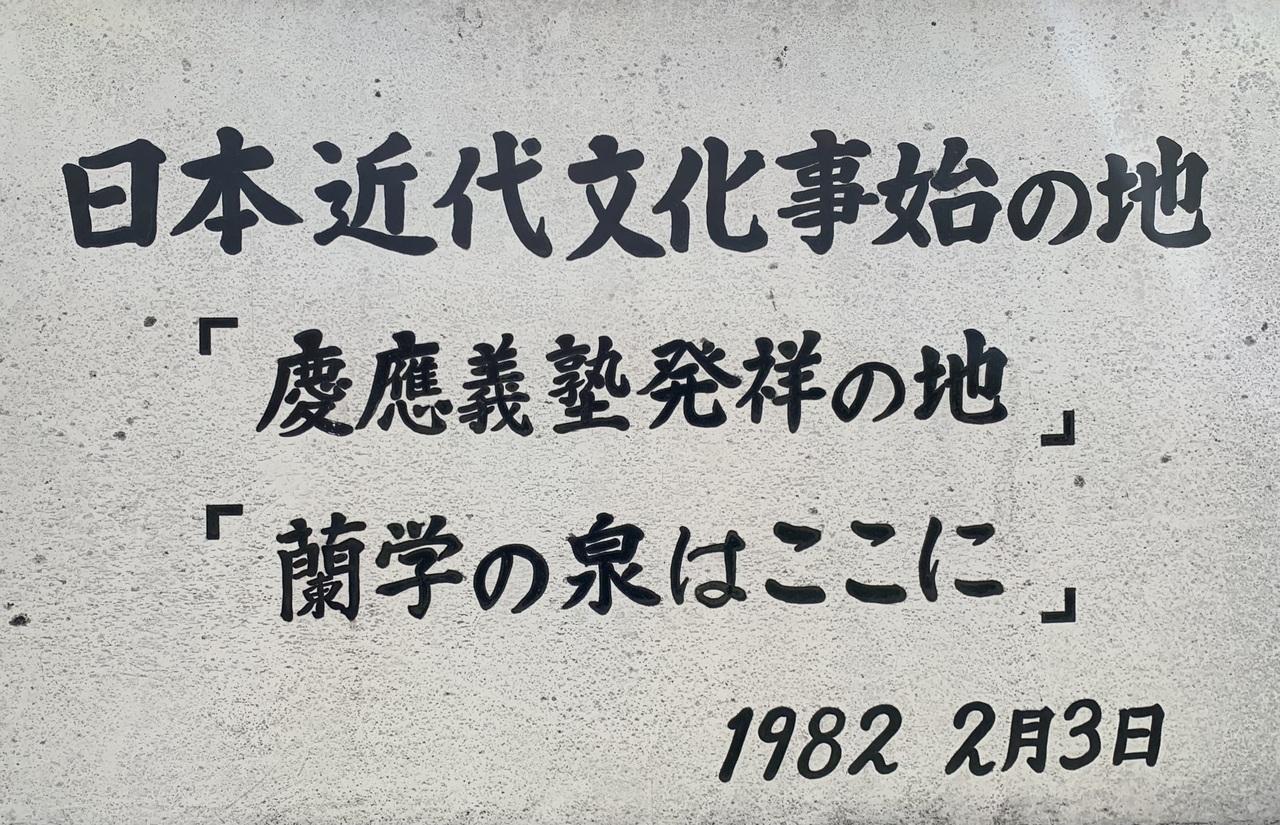 日本近代文化事始の地
「慶應義塾発祥の地」
「蘭学の泉はここに」
1982 2月3日